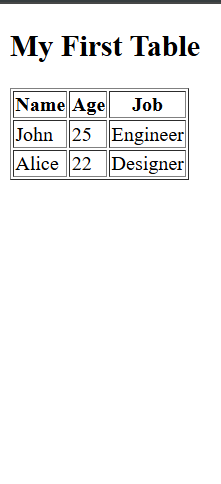 My First Table
Name Age Job
John 25 Engineer
Alice 22 Designer